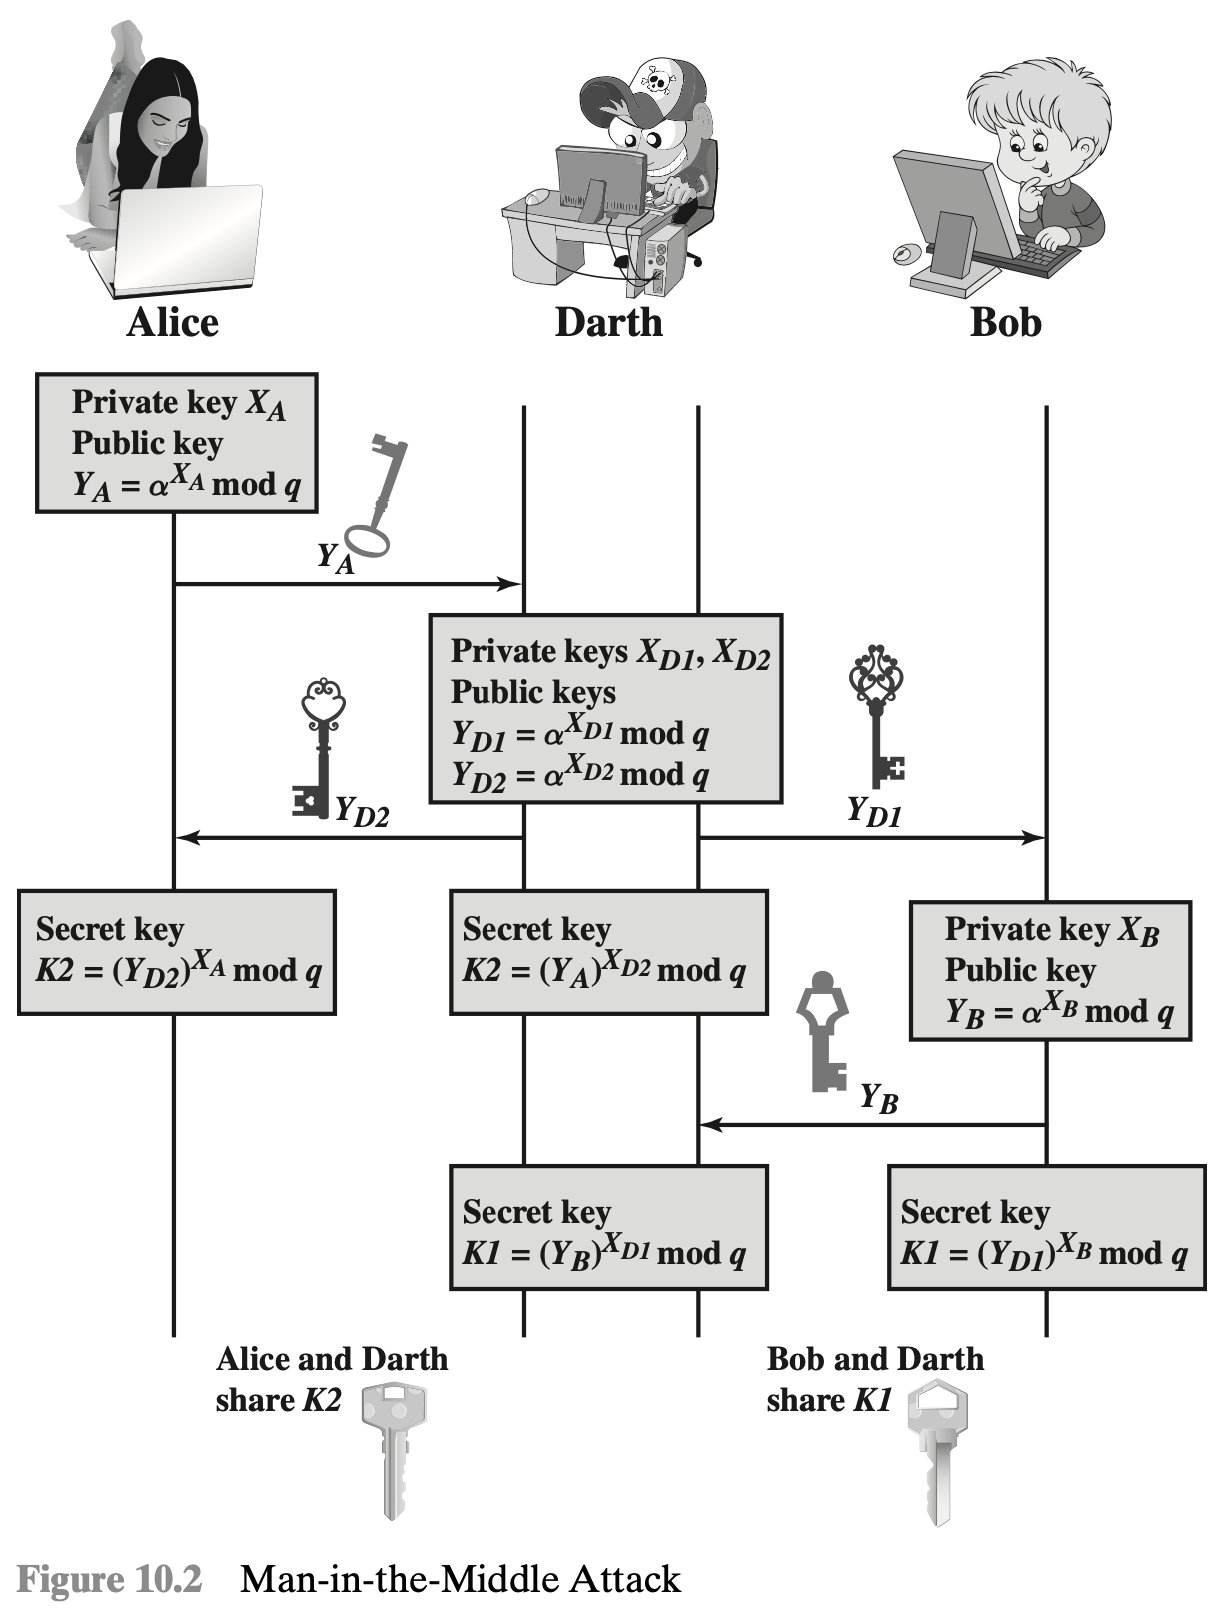 Alice
Darth
Bob
Private key X_A
Public key
Y_A = α^{X_A} mod q
Y_A
Private keys X_{D1}, X_{D2}
Public keys
Y_{D1} = α^{X_{D1}} mod q
Y_{D2} = α^{X_{D2}} mod q
Y_{D2}
Y_{D1}
Secret key
K2 = (Y_{D2})^{X_A} mod q
Secret key
K2 = (Y_A)^{X_{D2}} mod q
Private key X_B
Public key
Y_B = α^{X_B} mod q
Y_B
Secret key
K1 = (Y_B)^{X_{D1}} mod q
Secret key
K1 = (Y_{D1})^{X_B} mod q
Alice and Darth
share K2
Bob and Darth
share K1
Figure 10.2 Man-in-the-Middle Attack